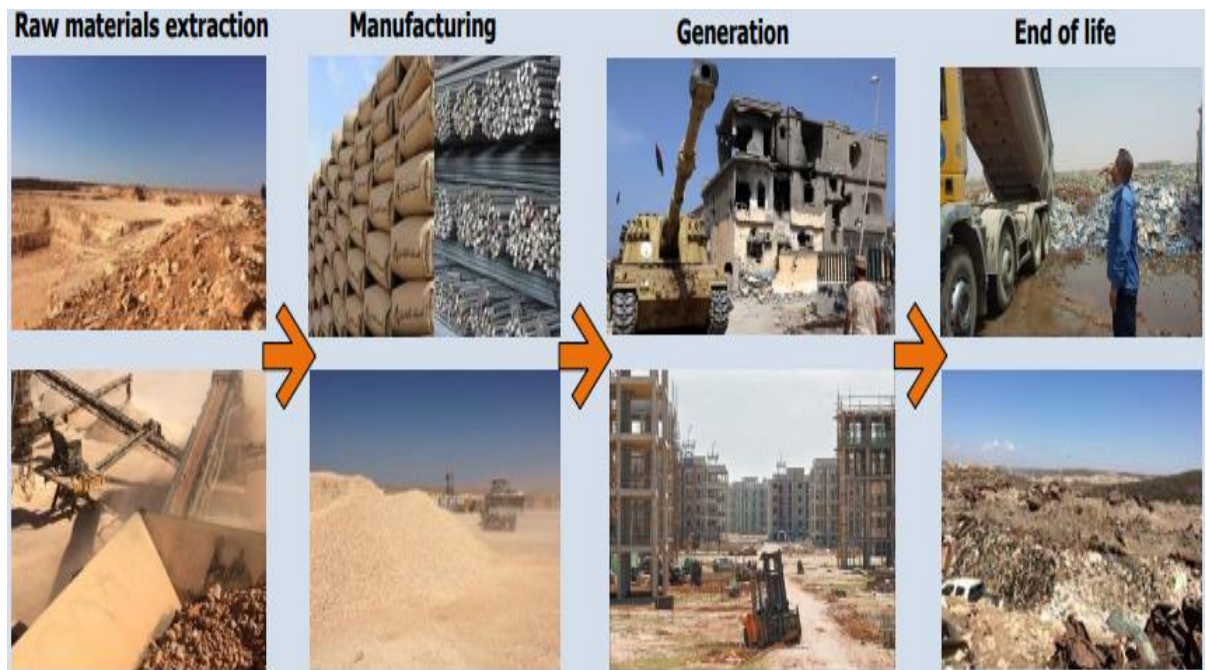 Raw materials extraction
Manufacturing
Generation
End of life